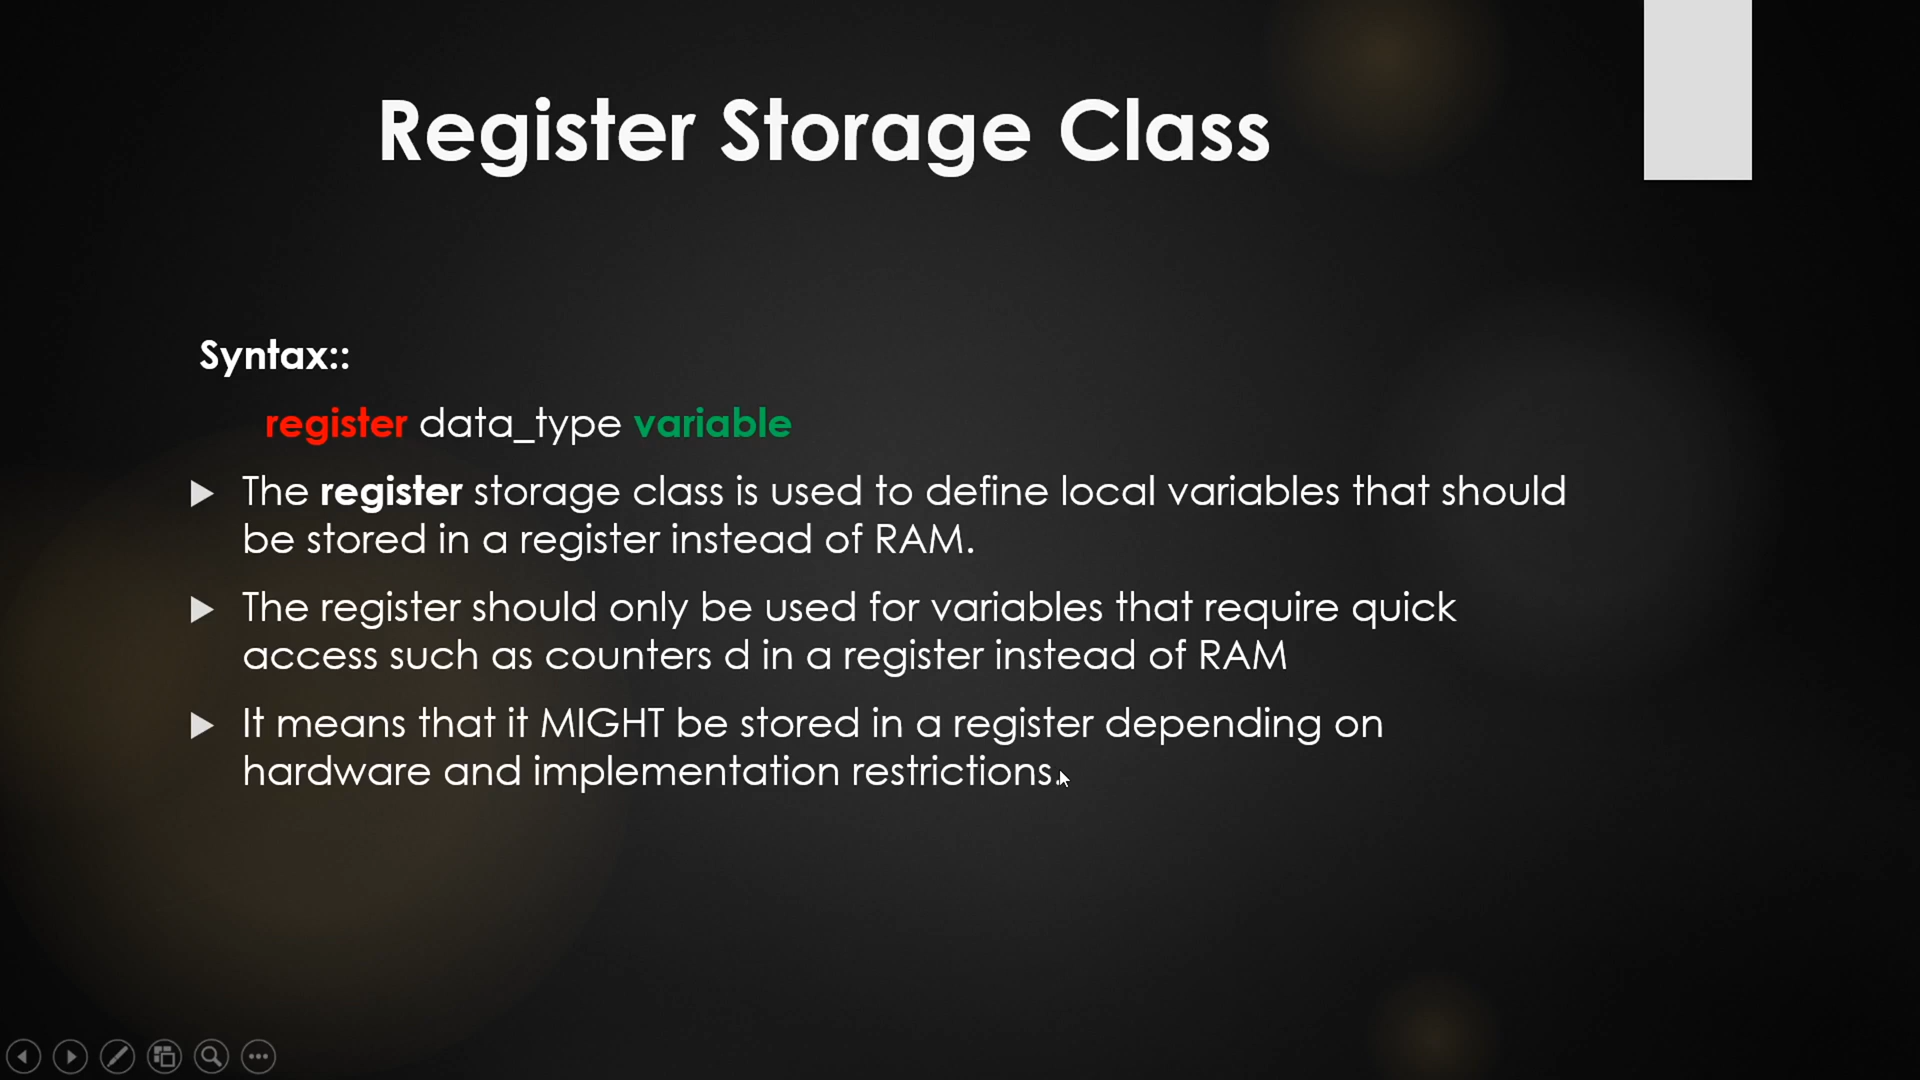 Register Storage Class
Syntax::
register data_type variable
The register storage class is used to define local variables that should
be stored in a register instead of RAM.
The register should only be used for variables that require quick
access such as counters d in a register instead of RAM
It means that it MIGHT be stored in a register depending on
hardware and implementation restrictions.